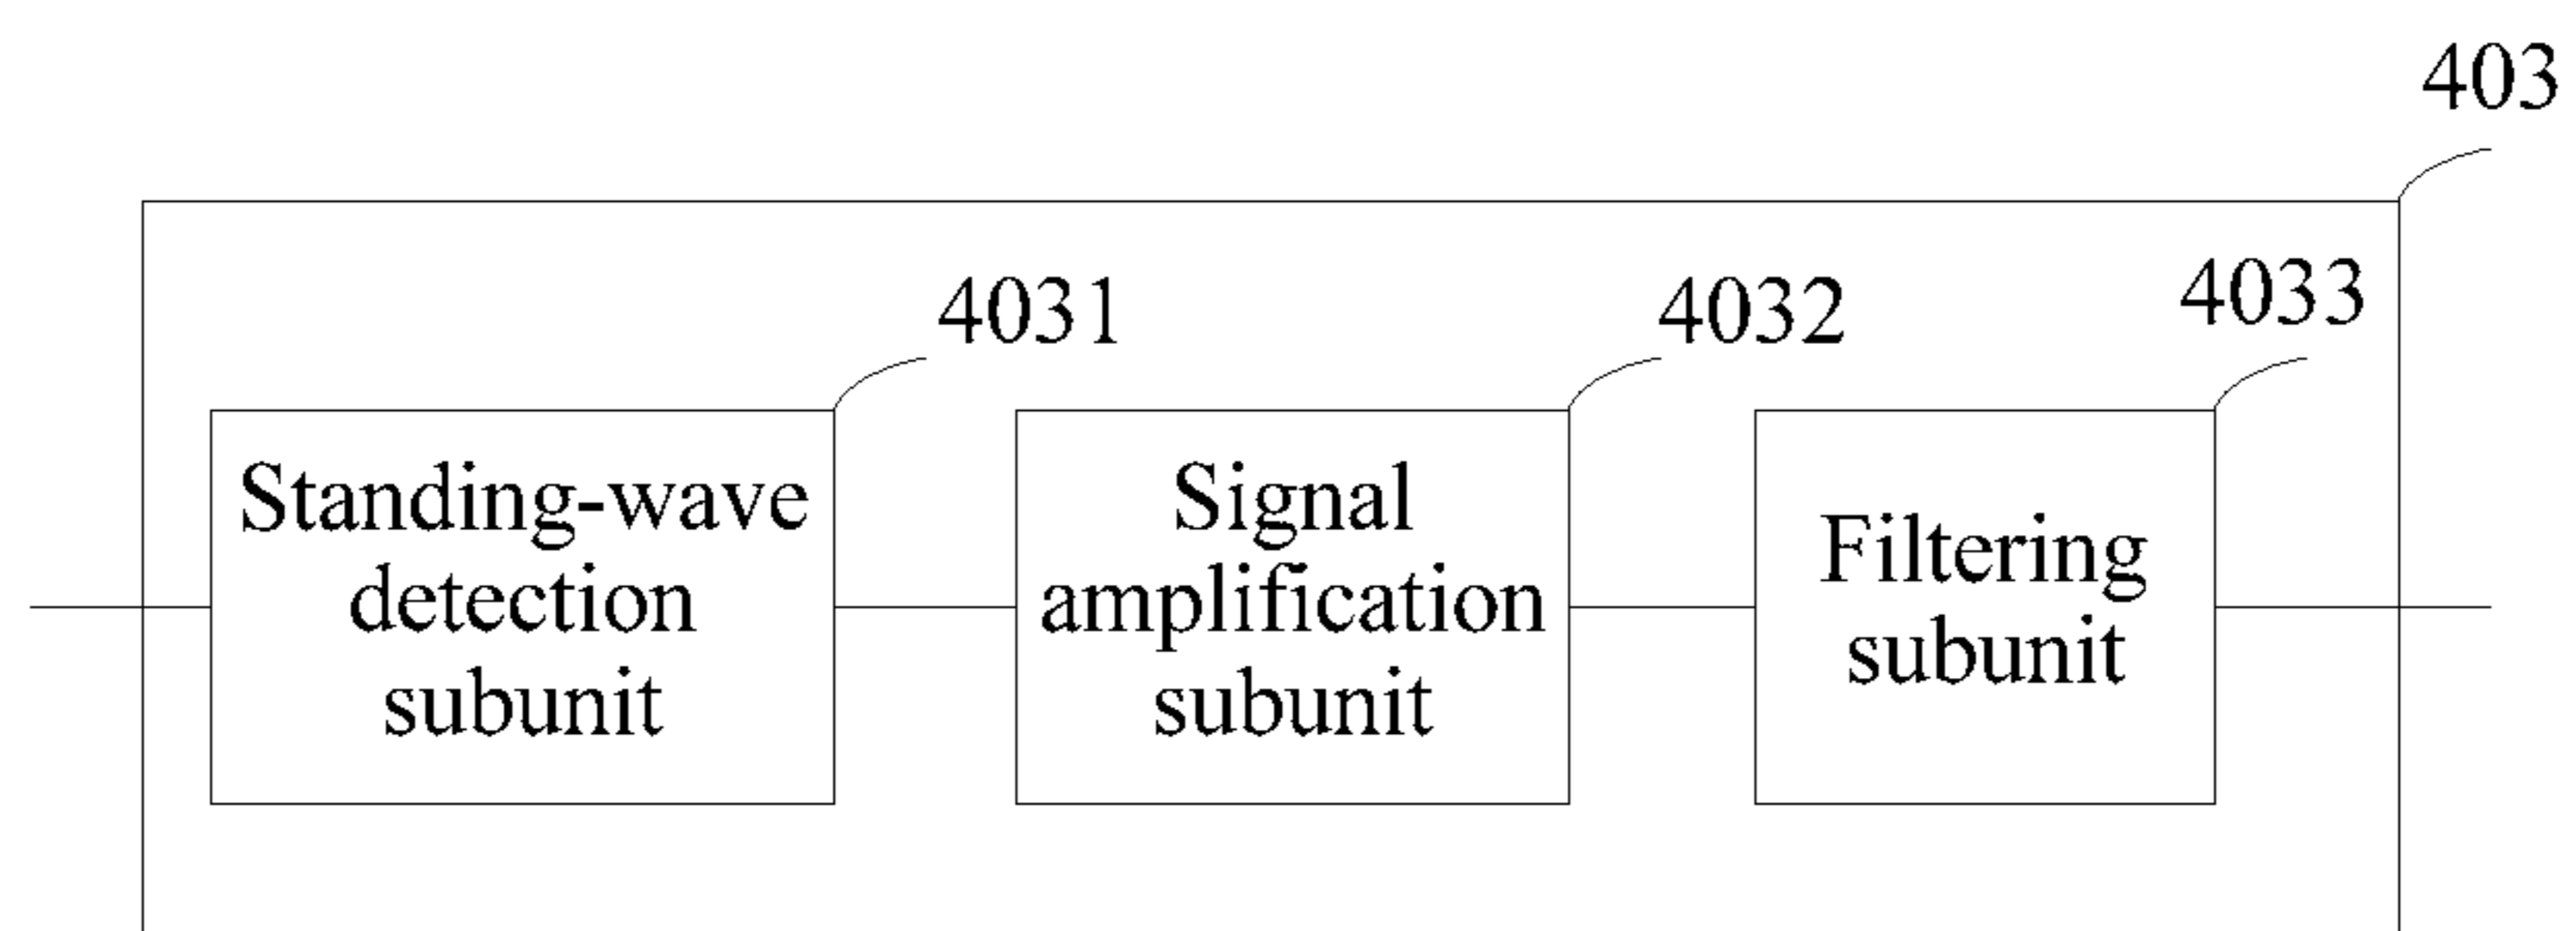 403
4031
4032
4033
Standing-wave
detection
subunit
Signal
amplification
subunit
Filtering
subunit